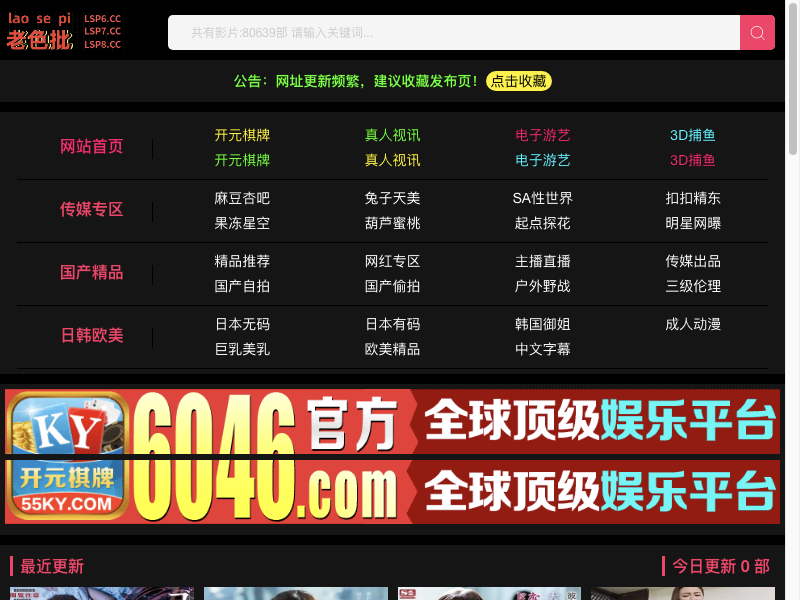 lao se pi
老色批
LSP6.CC
LSP7.CC
LSP8.CC
共有影片:80639部 请输入关键词...
公告：网址更新频繁，建议收藏发布页！ 点击收藏
网站首页
开元棋牌 真人视讯 电子游艺 3D捕鱼
开元棋牌 真人视讯 电子游艺 3D捕鱼
传媒专区
麻豆杏吧 兔子天美 SA性世界 扣扣精东
果冻星空 葫芦蜜桃 起点探花 明星网曝
国产精品
精品推荐 网红专区 主播直播 传媒出品
国产自拍 国产偷拍 户外野战 三级伦理
日韩欧美
日本无码 日本有码 韩国御姐 成人动漫
巨乳美乳 欧美精品 中文字幕
KY 6046 官方 全球顶级娱乐平台
开元棋牌
55KY.COM
.com 全球顶级娱乐平台
最近更新 今日更新 0 部